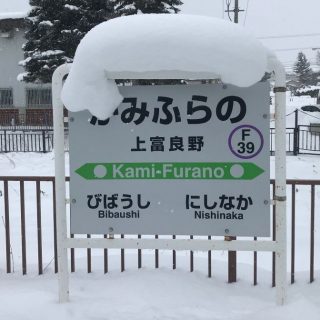 かみふらの
上富良野
F
39
Kami-Furano
びばうし にしなか
Bibaushi Nishinaka